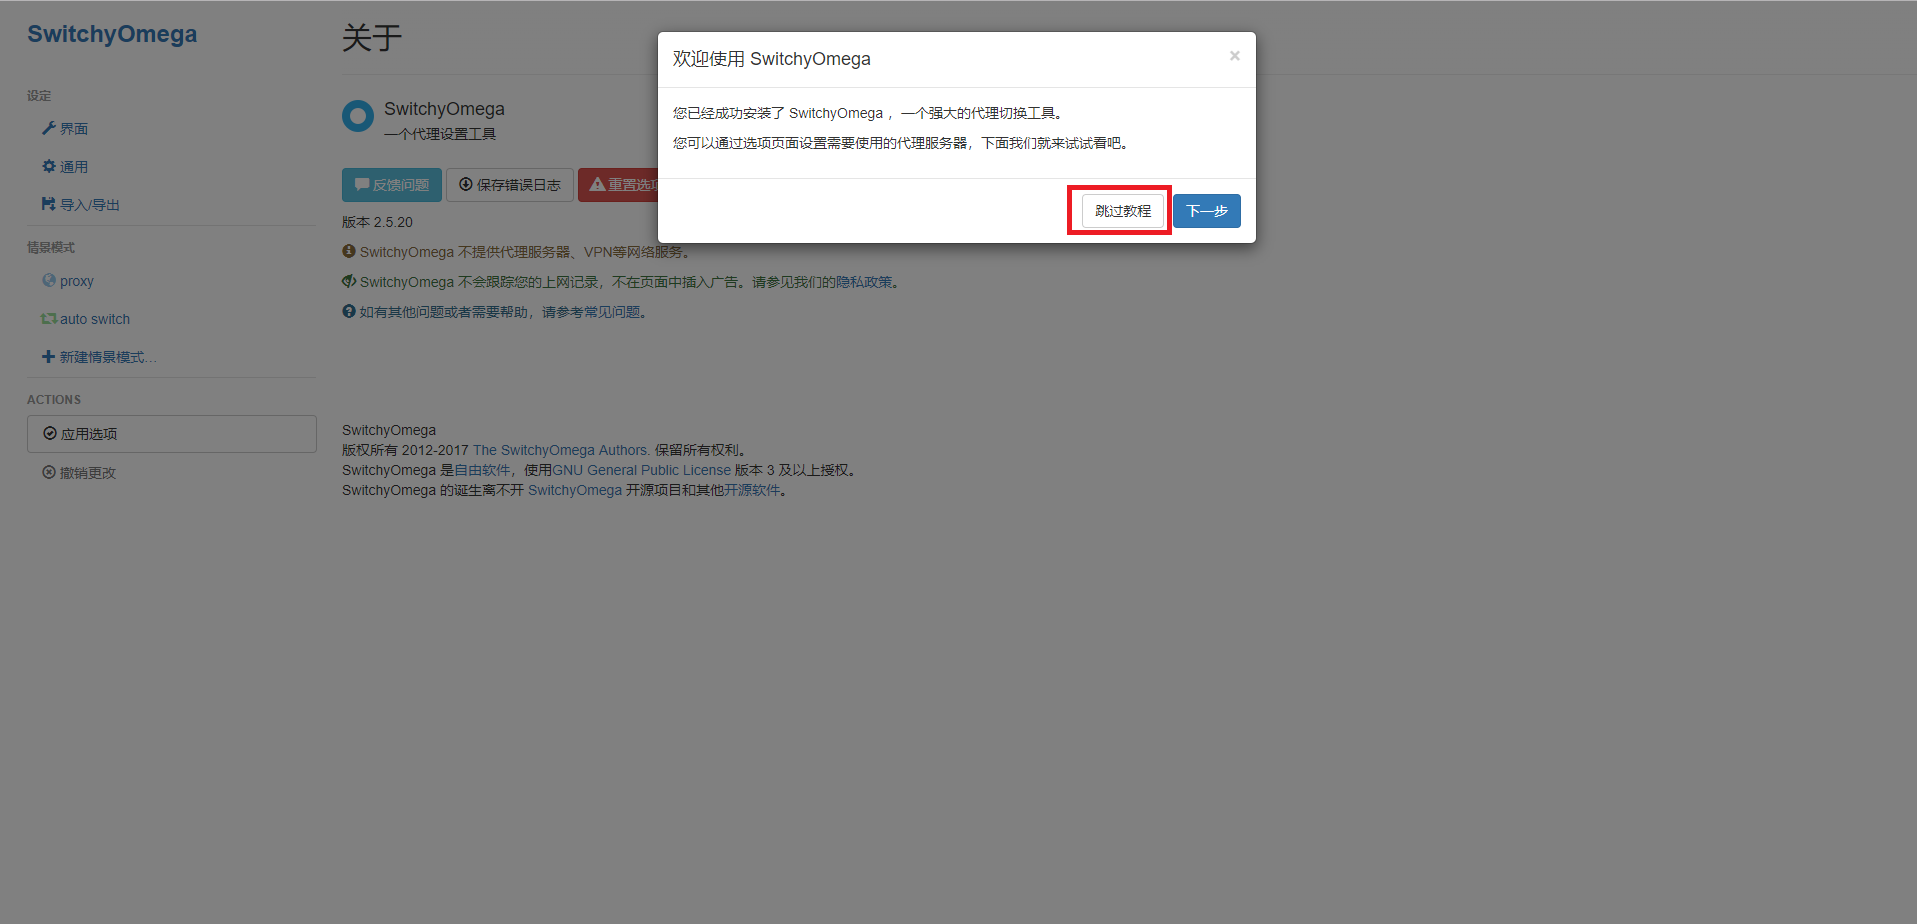 SwitchyOmega
设定
界面
通用
导入/导出
情景模式
proxy
auto switch
新建情景模式...
ACTIONS
应用选项
撤销更改
关于
SwitchyOmega
一个代理设置工具
反馈问题
保存错误日志
重置选项
版本 2.5.20
SwitchyOmega 不提供代理服务器、VPN等网络服务。
SwitchyOmega 不会跟踪您的上网记录，不在页面中插入广告。请参见我们的隐私政策。
如有其他问题或者需要帮助，请参考常见问题。
SwitchyOmega
版权所有 2012-2017 The SwitchyOmega Authors. 保留所有权利。
SwitchyOmega 是自由软件，使用GNU General Public License 版本 3 及以上授权。
SwitchyOmega 的诞生离不开 SwitchyOmega 开源项目和其他开源软件。
欢迎使用 SwitchyOmega
×
您已经成功安装了 SwitchyOmega ，一个强大的代理切换工具。
您可以通过选项页面设置需要使用的代理服务器，下面我们就来试试看吧。
跳过教程
下一步